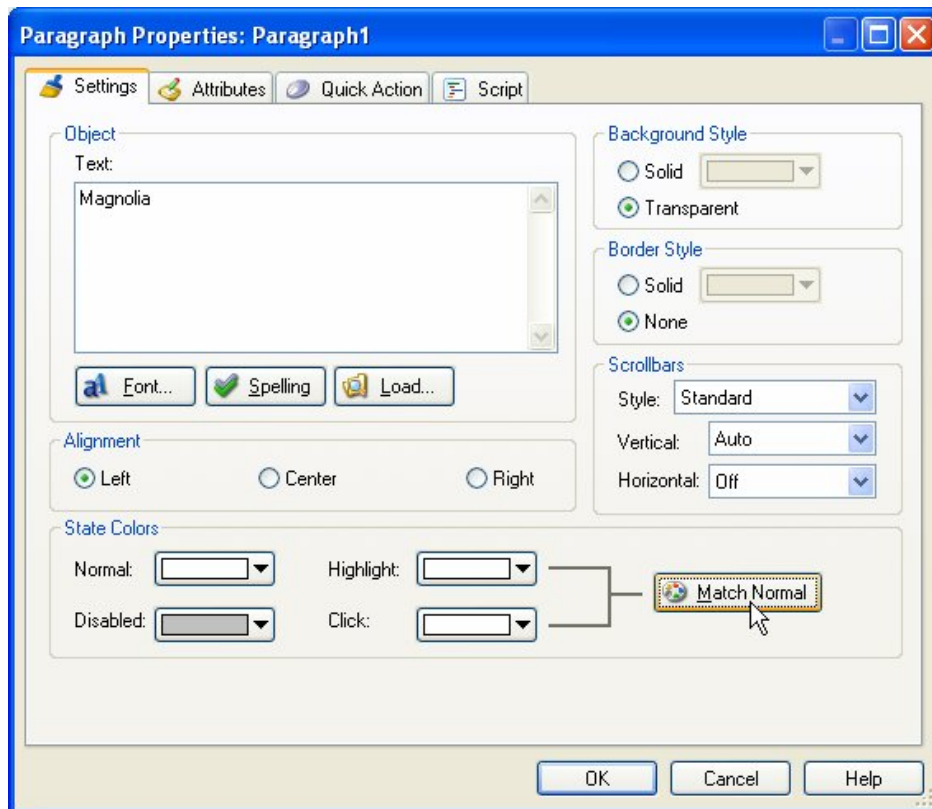 Paragraph Properties: Paragraph1
Settings Attributes Quick Action Script
Object
Text:
Magnolia
Font... Spelling Load...
Alignment
Left Center Right
Background Style
Solid
Transparent
Border Style
Solid
None
Scrollbars
Style: Standard
Vertical: Auto
Horizontal: Off
State Colors
Normal: Highlight:
Match Normal
Disabled: Click:
OK Cancel Help